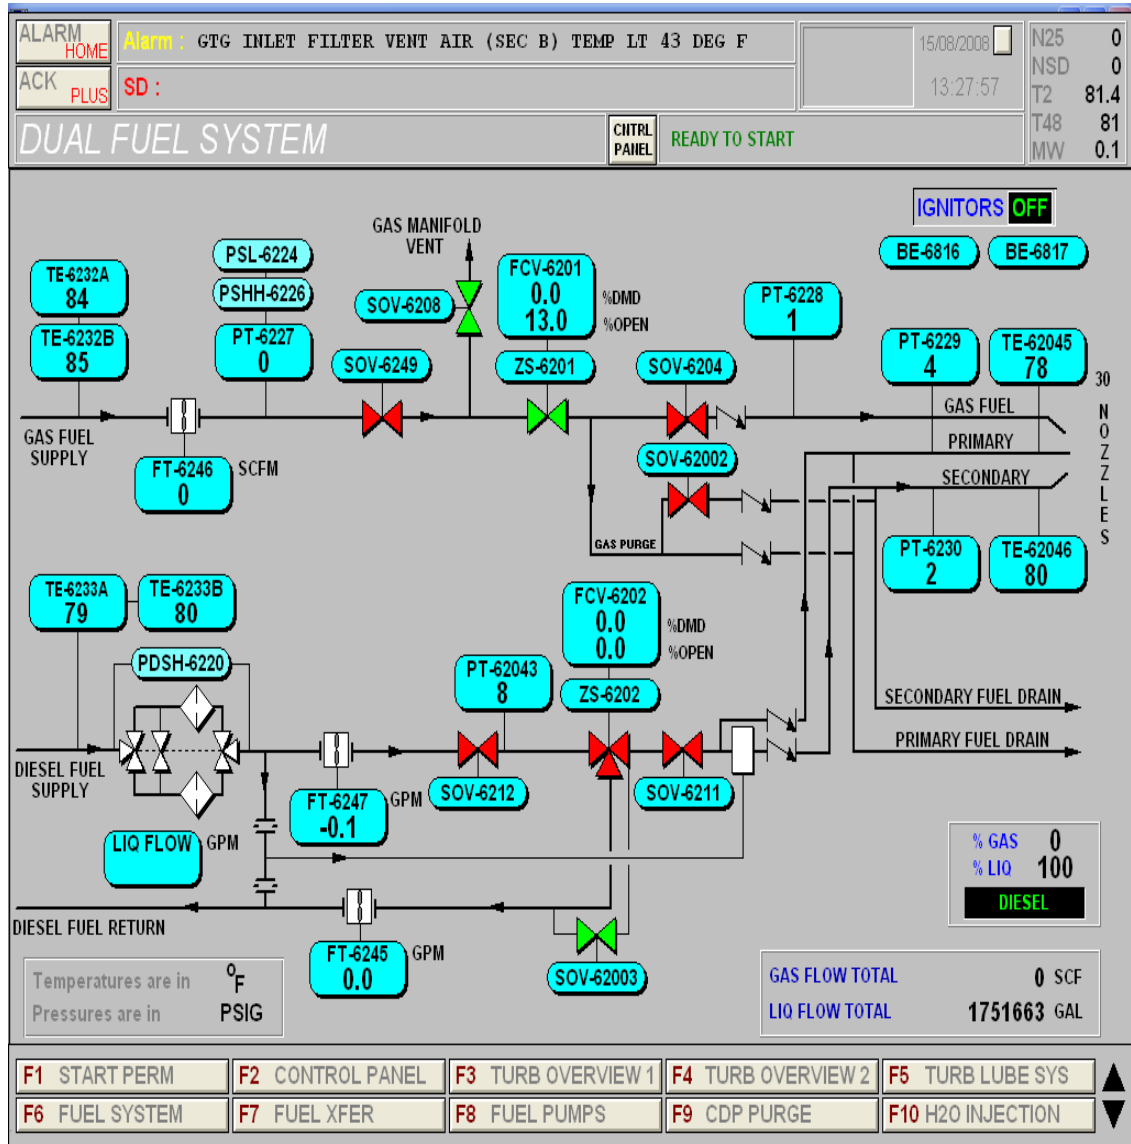 ALARM HOME
Alarm : GTG INLET FILTER VENT AIR (SEC B) TEMP LT 43 DEG F
15/08/2008
N25 0
ACK PLUS
SD :
13:27:57
NSD 0
T2 81.4
T48 81
MW 0.1
DUAL FUEL SYSTEM
CNTRL PANEL
READY TO START
IGNITORS OFF
BE-6816
BE-6817
GAS MANIFOLD
VENT
PSL-6224
PSHH-6226
PT-6227
0
TE-6232A
84
TE-6232B
85
SOV-6208
FCV-6201
0.0 %DMD
13.0 %OPEN
ZS-6201
SOV-6249
SOV-6204
PT-6228
1
PT-6229
4
TE-62045
78
30
NOZZLES
GAS FUEL
SUPPLY
FT-6246
0
SCFM
GAS FUEL
PRIMARY
SECONDARY
SOV-62002
GAS PURGE
PT-6230
2
TE-62046
80
TE-6233A
79
TE-6233B
80
PDSH-6220
FCV-6202
0.0 %DMD
0.0 %OPEN
ZS-6202
PT-62043
8
SECONDARY FUEL DRAIN
PRIMARY FUEL DRAIN
DIESEL FUEL
SUPPLY
SOV-6212
SOV-6211
FT-6247
-0.1
GPM
LIQ FLOW
GPM
DIESEL FUEL RETURN
FT-6245
0.0
GPM
SOV-62003
% GAS 0
% LIQ 100
DIESEL
Temperatures are in °F
Pressures are in PSIG
GAS FLOW TOTAL 0 SCF
LIQ FLOW TOTAL 1751663 GAL
F1 START PERM
F2 CONTROL PANEL
F3 TURB OVERVIEW 1
F4 TURB OVERVIEW 2
F5 TURB LUBE SYS
F6 FUEL SYSTEM
F7 FUEL XFER
F8 FUEL PUMPS
F9 CDP PURGE
F10 H2O INJECTION